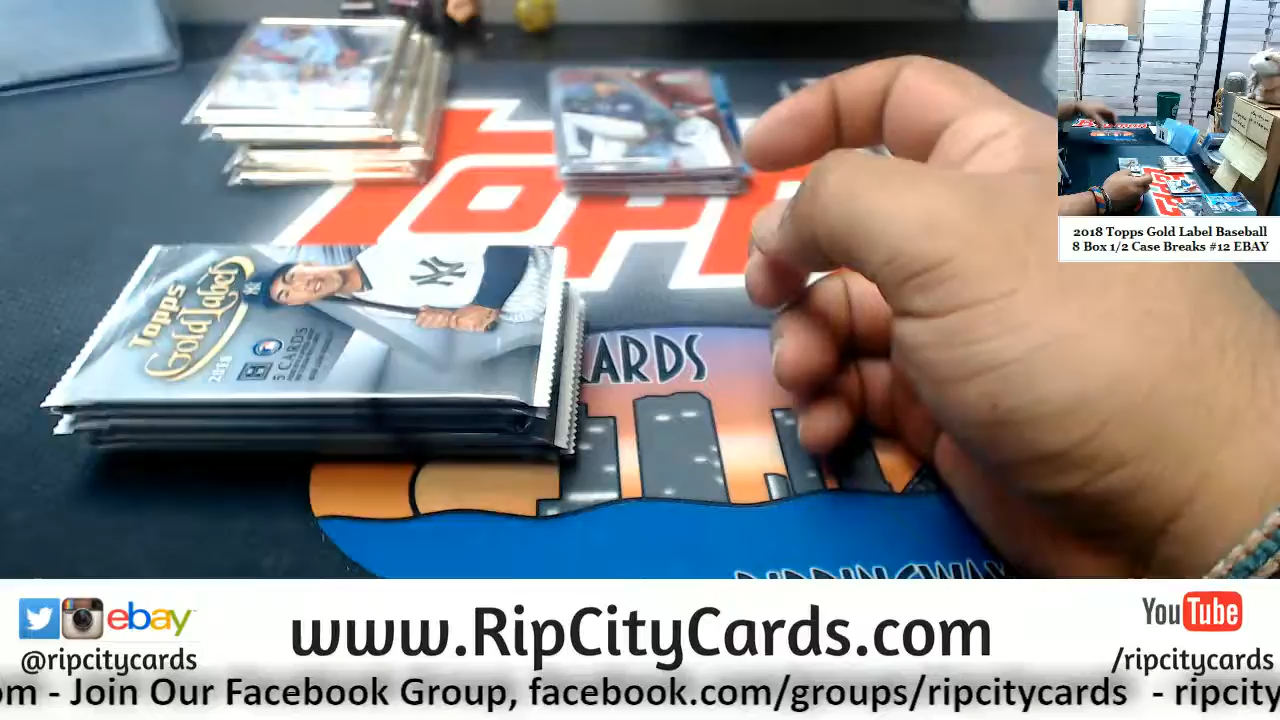 TOPPS
Topps
Gold Label
2018
5 CARDS
CARDS
2018 Topps Gold Label Baseball
8 Box 1/2 Case Breaks #12 EBAY
ebay
www.RipCityCards.com
YouTube
@ripcitycards
/ripcitycards
om - Join Our Facebook Group, facebook.com/groups/ripcitycards - ripcity